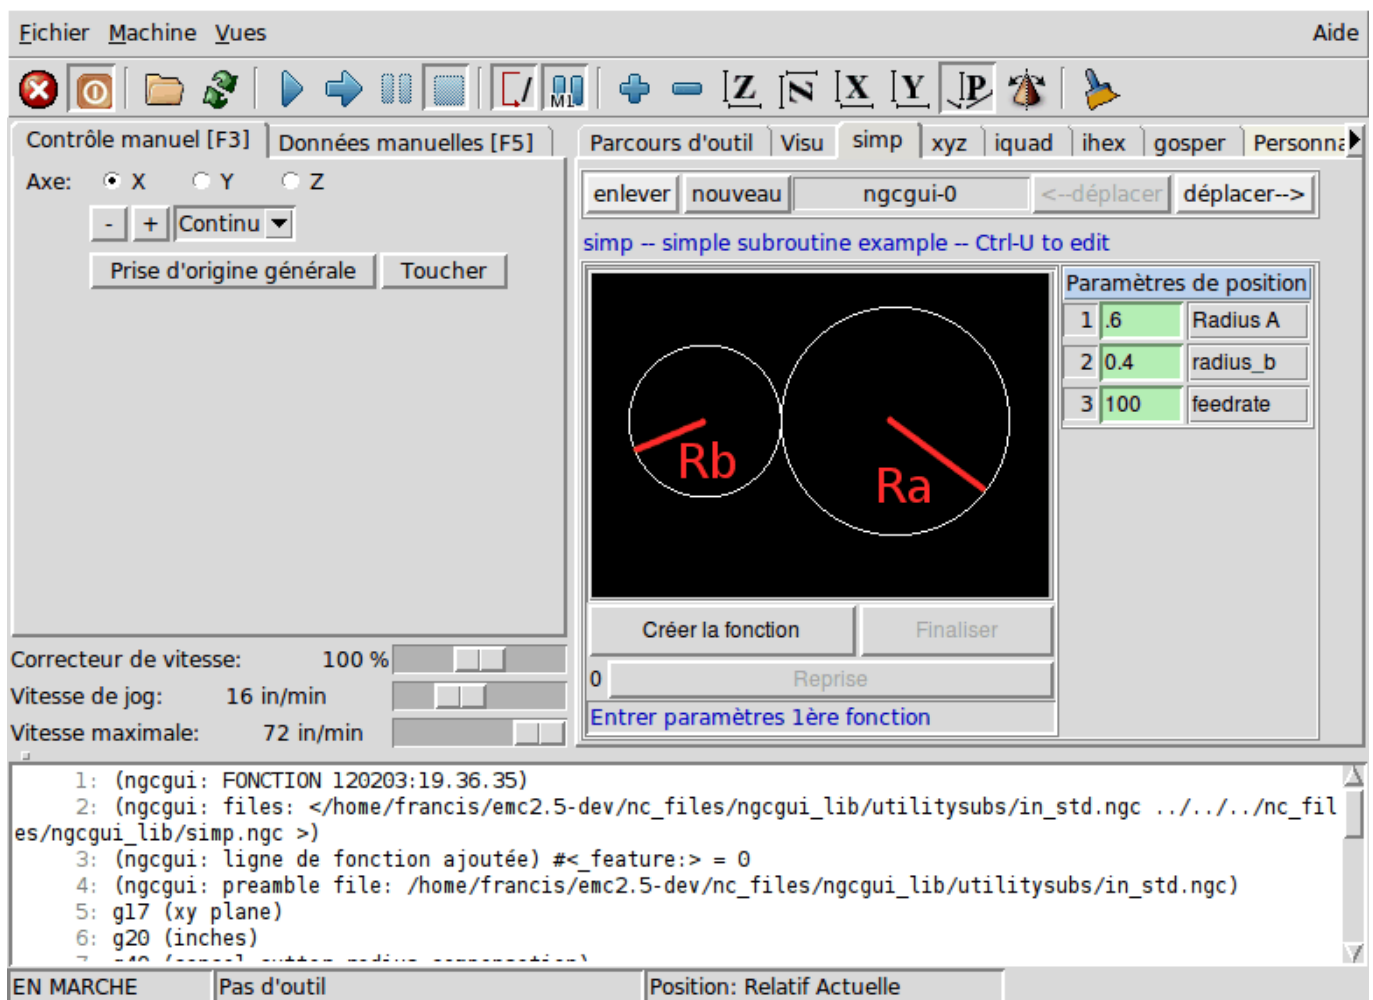 Fichier Machine Vues Aide
Z N X Y P
M1
Contrôle manuel [F3] Données manuelles [F5]
Axe: X Y Z
- + Continu
Prise d'origine générale Toucher
Parcours d'outil Visu simp xyz iquad ihex gosper Personna
enlever nouveau ngcgui-0 <--déplacer déplacer-->
simp -- simple subroutine example -- Ctrl-U to edit
Rb
Ra
Paramètres de position
1 .6 Radius A
2 0.4 radius_b
3 100 feedrate
Créer la fonction Finaliser
0 Reprise
Entrer paramètres 1ère fonction
Correcteur de vitesse: 100 %
Vitesse de jog: 16 in/min
Vitesse maximale: 72 in/min
1: (ngcgui: FONCTION 120203:19.36.35)
2: (ngcgui: files: </home/francis/emc2.5-dev/nc_files/ngcgui_lib/utilitysubs/in_std.ngc ../../../nc_fil
es/ngcgui_lib/simp.ngc >)
3: (ngcgui: ligne de fonction ajoutée) #<_feature:> = 0
4: (ngcgui: preamble file: /home/francis/emc2.5-dev/nc_files/ngcgui_lib/utilitysubs/in_std.ngc)
5: g17 (xy plane)
6: g20 (inches)
EN MARCHE Pas d'outil Position: Relatif Actuelle